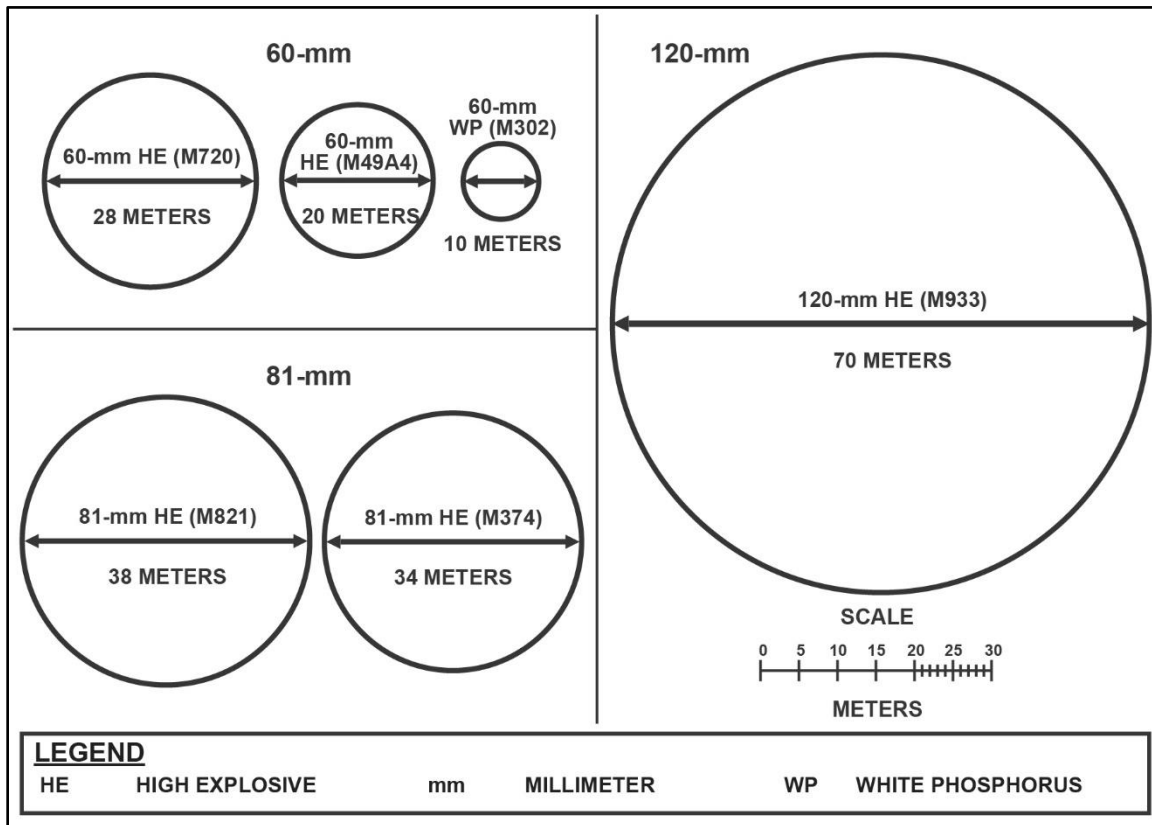 60-mm
60-mm HE (M720)
28 METERS
60-mm
HE (M49A4)
20 METERS
60-mm
WP (M302)
10 METERS
81-mm
81-mm HE (M821)
38 METERS
81-mm HE (M374)
34 METERS
120-mm
120-mm HE (M933)
70 METERS
SCALE
0 5 10 15 20 25 30
METERS
LEGEND
HE HIGH EXPLOSIVE mm MILLIMETER WP WHITE PHOSPHORUS